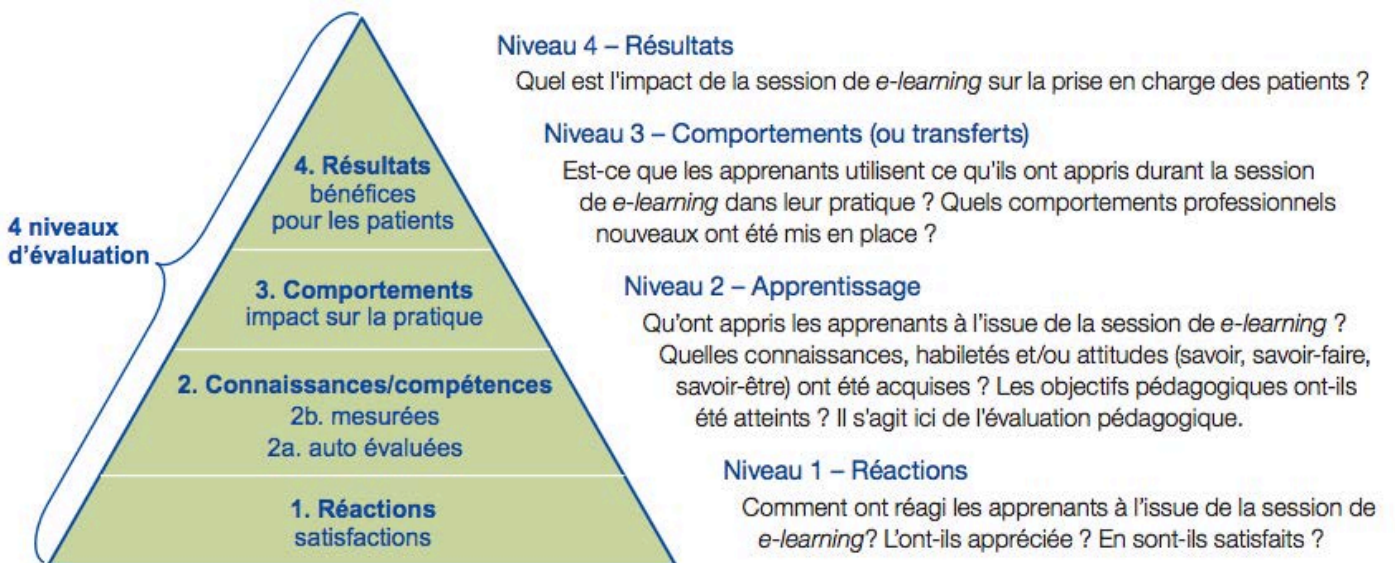 4 niveaux
d'évaluation
4. Résultats
bénéfices
pour les patients
3. Comportements
impact sur la pratique
2. Connaissances/compétences
2b. mesurées
2a. auto évaluées
1. Réactions
satisfactions
Niveau 4 – Résultats
Quel est l'impact de la session de e-learning sur la prise en charge des patients ?
Niveau 3 – Comportements (ou transferts)
Est-ce que les apprenants utilisent ce qu'ils ont appris durant la session
de e-learning dans leur pratique ? Quels comportements professionnels
nouveaux ont été mis en place ?
Niveau 2 – Apprentissage
Qu'ont appris les apprenants à l'issue de la session de e-learning ?
Quelles connaissances, habiletés et/ou attitudes (savoir, savoir-faire,
savoir-être) ont été acquises ? Les objectifs pédagogiques ont-ils
été atteints ? Il s'agit ici de l'évaluation pédagogique.
Niveau 1 – Réactions
Comment ont réagi les apprenants à l'issue de la session de
e-learning? L'ont-ils appréciée ? En sont-ils satisfaits ?